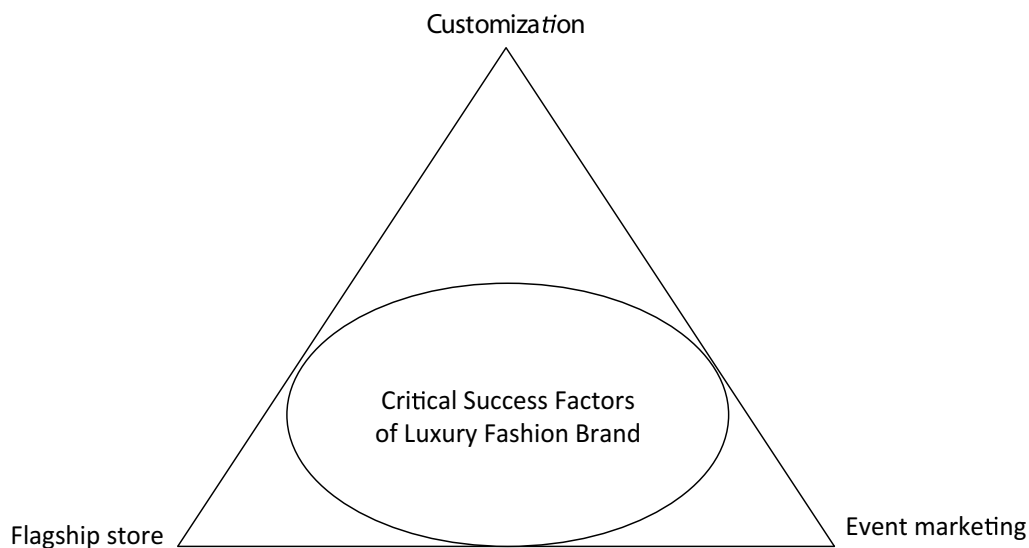 Customization
Critical Success Factors
of Luxury Fashion Brand
Flagship store
Event marketing